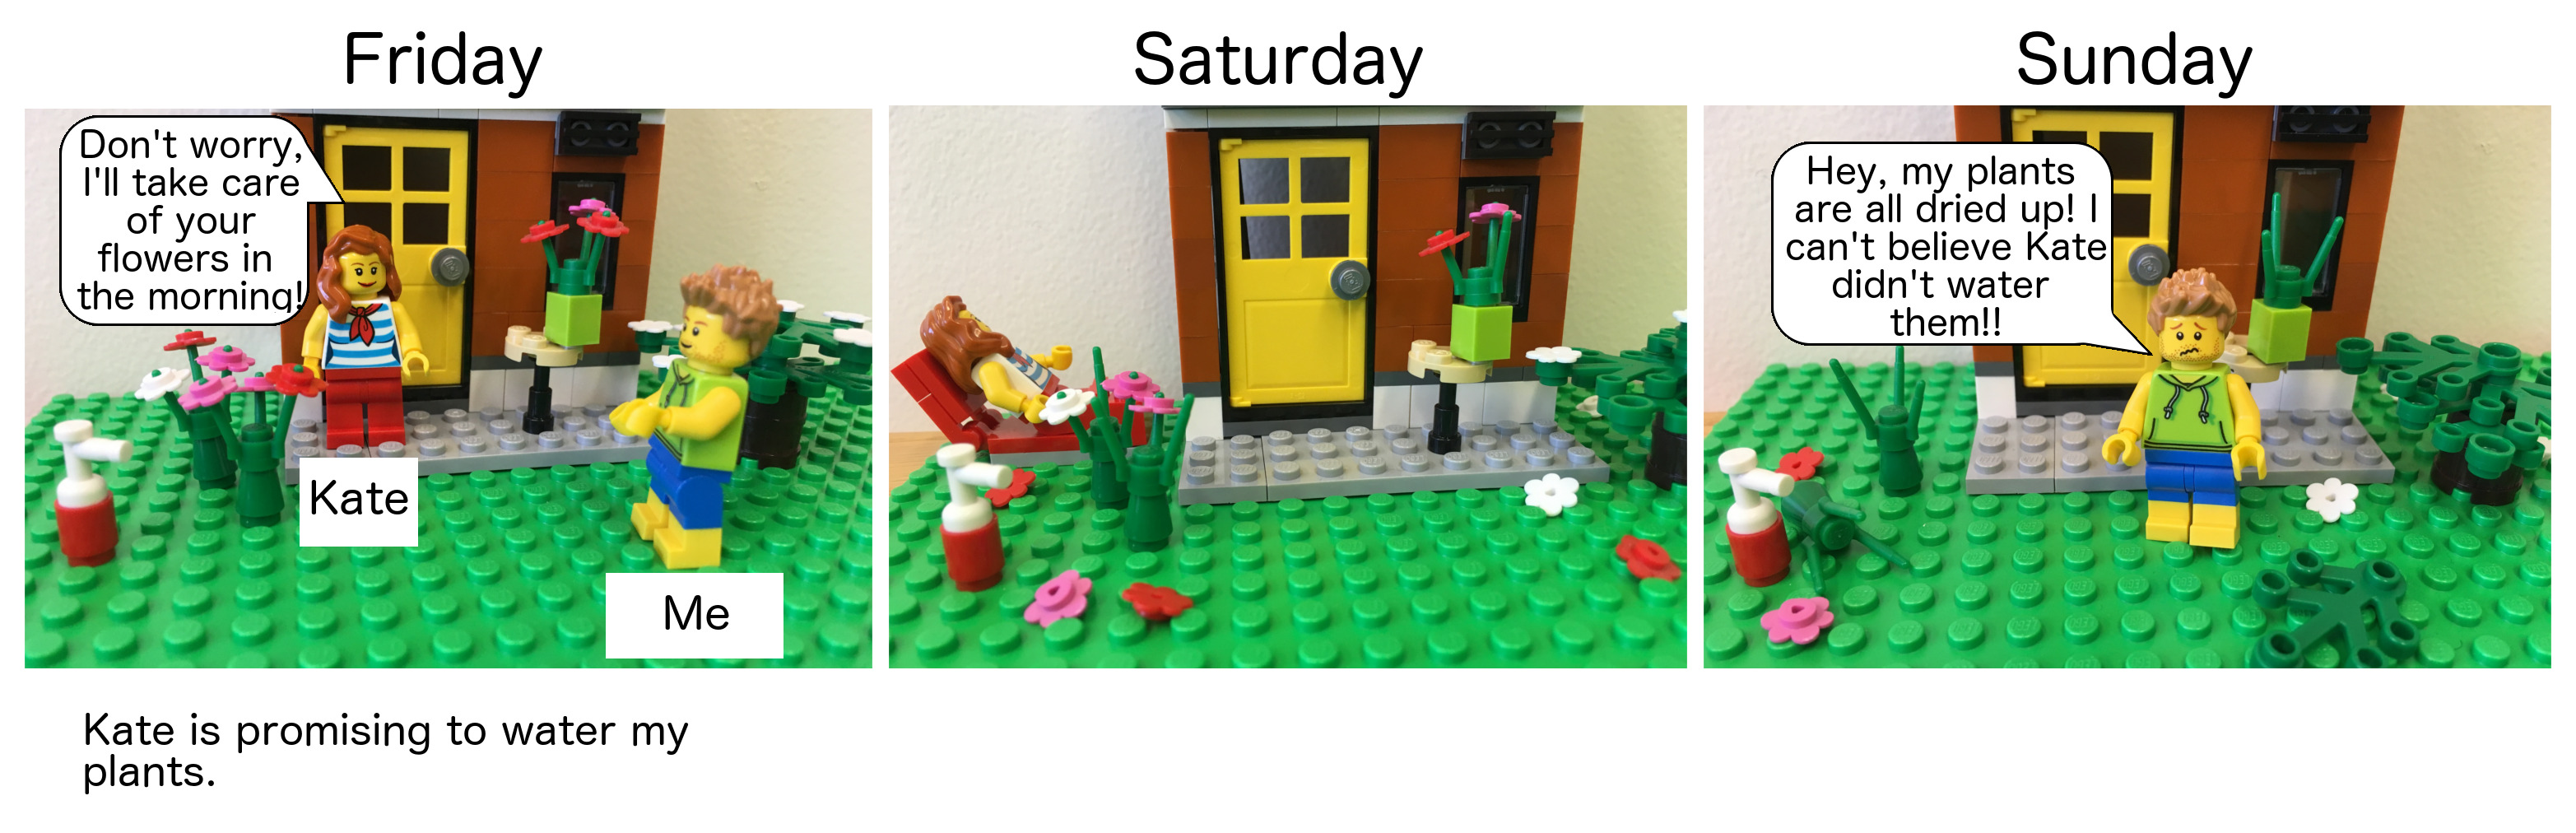 Friday
Saturday
Sunday
Don't worry,
I'll take care
of your
flowers in
the morning!
Kate
Me
Hey, my plants
are all dried up! I
can't believe Kate
didn't water
them!!
Kate is promising to water my
plants.